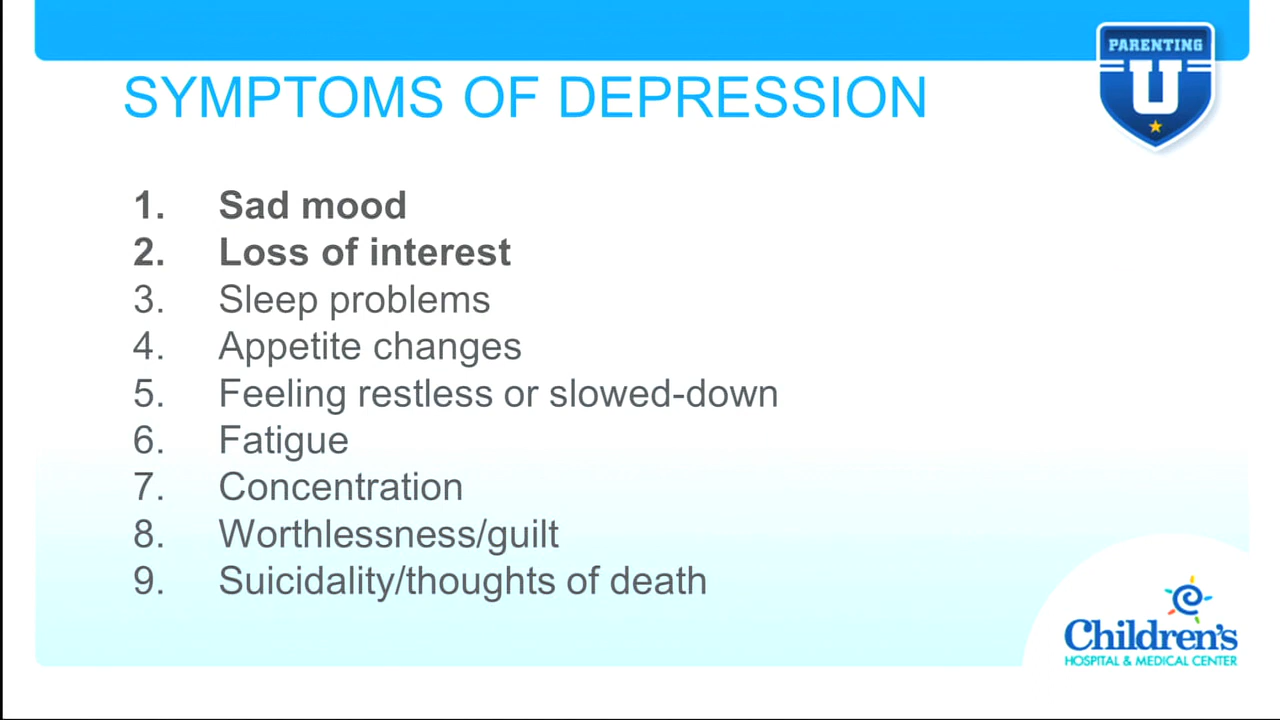 PARENTING
U
SYMPTOMS OF DEPRESSION
1. Sad mood
2. Loss of interest
3. Sleep problems
4. Appetite changes
5. Feeling restless or slowed-down
6. Fatigue
7. Concentration
8. Worthlessness/guilt
9. Suicidality/thoughts of death
Children's
HOSPITAL & MEDICAL CENTER